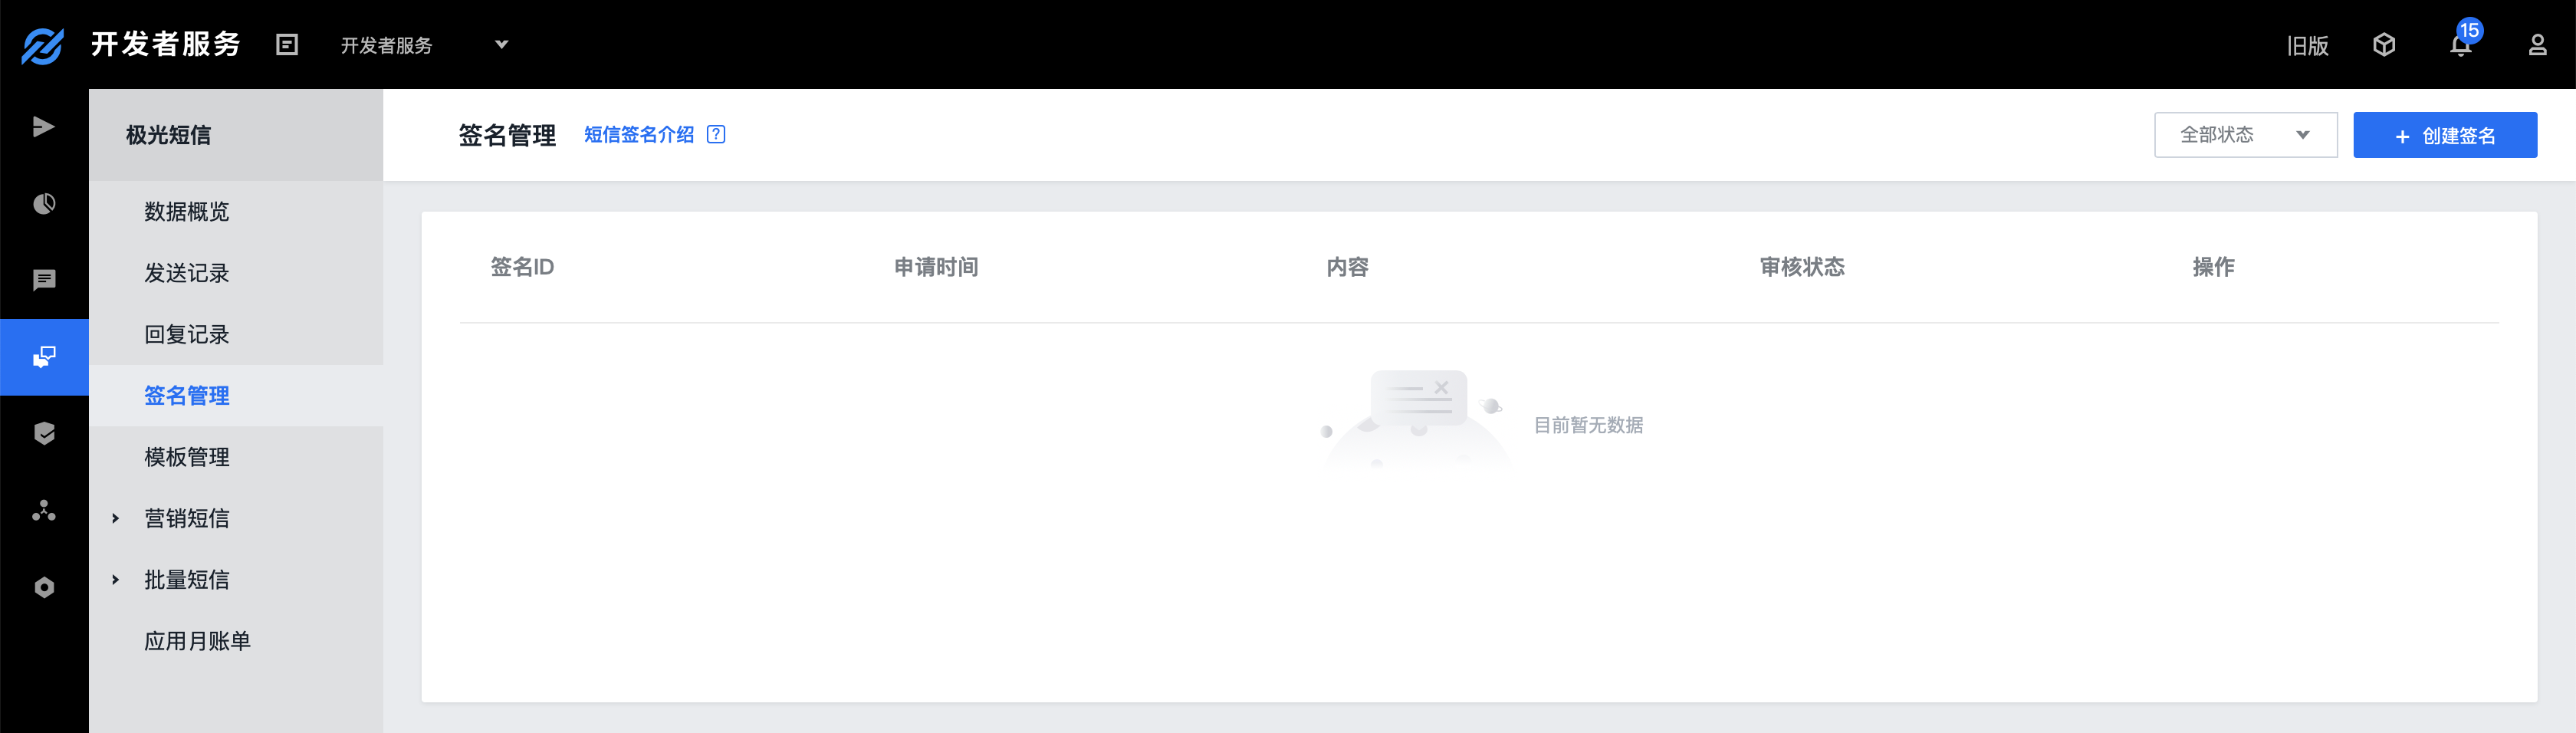 开发者服务 开发者服务 旧版 15
极光短信
签名管理 短信签名介绍 ? 全部状态 + 创建签名
数据概览
发送记录
回复记录
签名管理
模板管理
营销短信
批量短信
应用月账单
签名ID 申请时间 内容 审核状态 操作
目前暂无数据